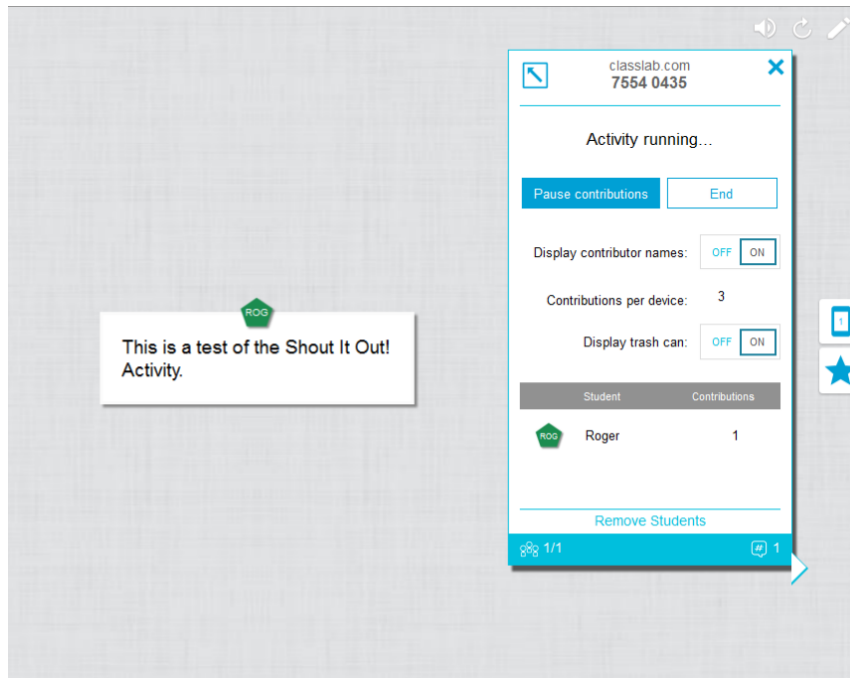 classlab.com
7554 0435
Activity running...
Pause contributions
End
Display contributor names:
OFF ON
Contributions per device:
3
Display trash can:
OFF ON
Student Contributions
ROG Roger 1
Remove Students
1/1
# 1
ROG
This is a test of the Shout It Out!
Activity.
1